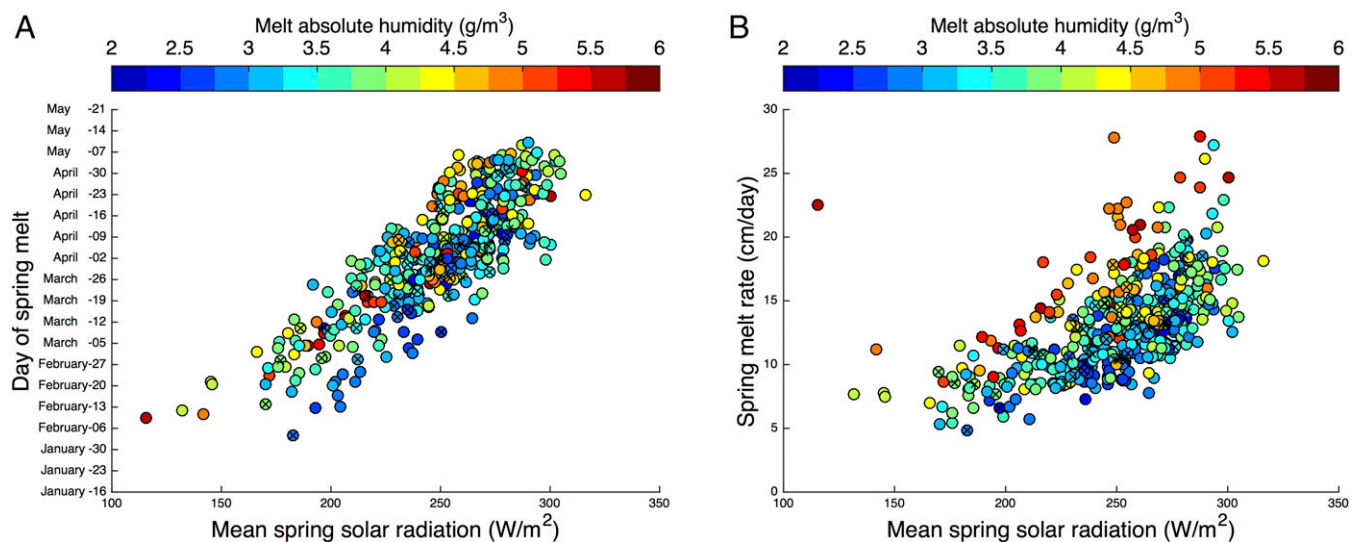 A
Melt absolute humidity (g/m³)
2 2.5 3 3.5 4 4.5 5 5.5 6
May -21
May -14
May -07
April -30
April -23
April -16
April -09
April -02
March -26
March -19
March -12
March -05
February-27
February-20
February-13
February-06
January -30
January -23
January -16
Day of spring melt
100 150 200 250 300 350
Mean spring solar radiation (W/m²)
B
Melt absolute humidity (g/m³)
2 2.5 3 3.5 4 4.5 5 5.5 6
30
25
20
15
10
5
0
Spring melt rate (cm/day)
100 150 200 250 300 350
Mean spring solar radiation (W/m²)